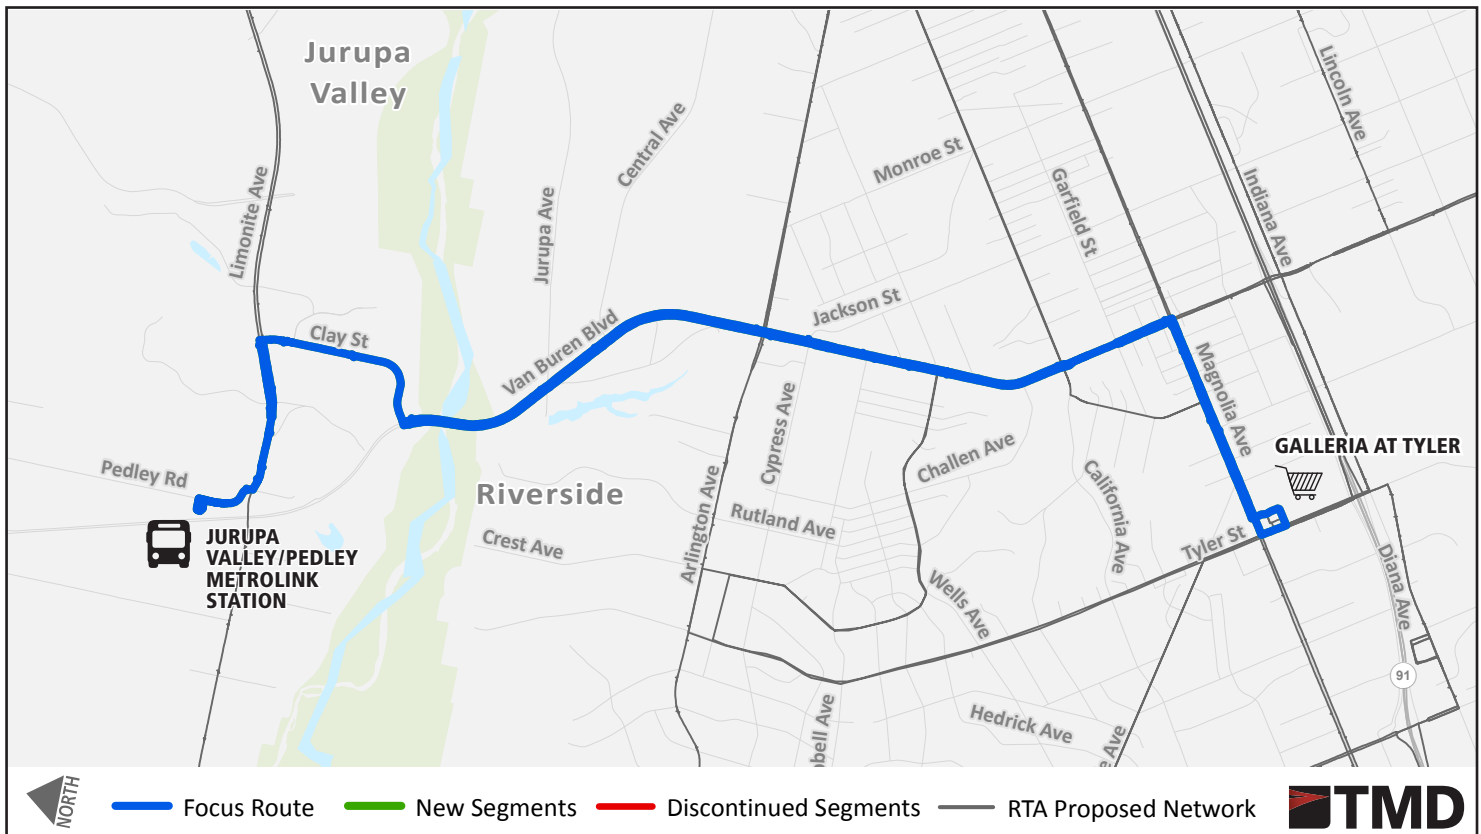 Jurupa
Valley
Limonite Ave
Clay St
Pedley Rd
JURUPA
VALLEY/PEDLEY
METROLINK
STATION
Jurupa Ave
Central Ave
Van Buren Blvd
Riverside
Crest Ave
Arlington Ave
Cypress Ave
Rutland Ave
Jackson St
Monroe St
Challen Ave
California Ave
Wells Ave
Hedrick Ave
bell Ave
e Ave
Garfield St
Magnolia Ave
Indiana Ave
Lincoln Ave
GALLERIA AT TYLER
Tyler St
Diana Ave
91
NORTH
Focus Route
New Segments
Discontinued Segments
RTA Proposed Network
TMD